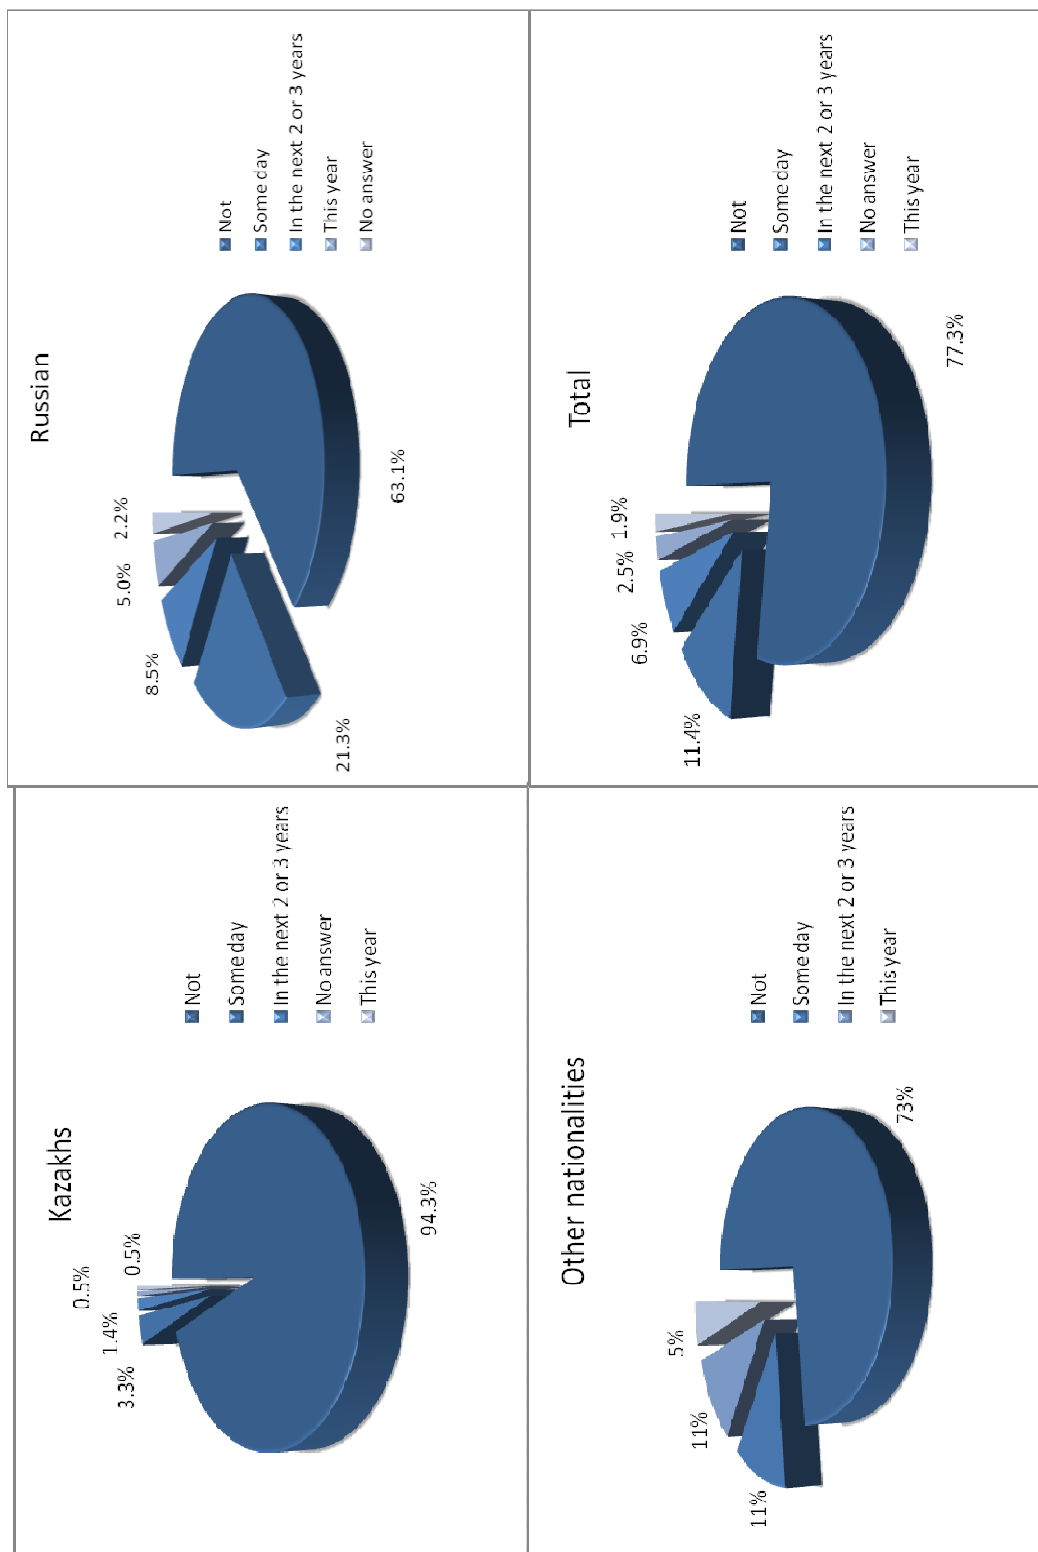 Kazakhs
3.3%
1.4%
0.5%
0.5%
94.3%
Not
Some day
In the next 2 or 3 years
No answer
This year
Russian
21.3%
8.5%
5.0%
2.2%
63.1%
Not
Some day
In the next 2 or 3 years
This year
No answer
Other nationalities
11%
11%
5%
73%
Not
Some day
In the next 2 or 3 years
This year
Total
11.4%
6.9%
2.5%
1.9%
77.3%
Not
Some day
In the next 2 or 3 years
No answer
This year